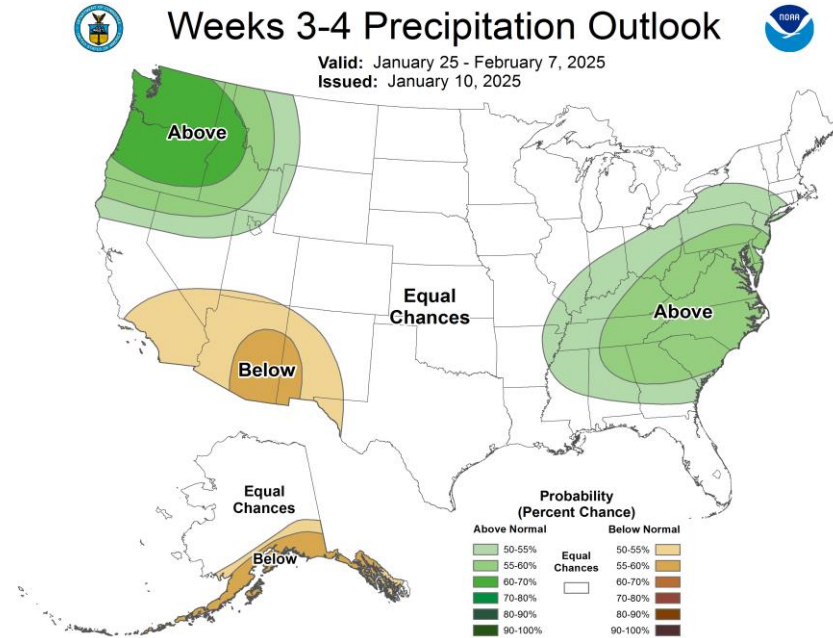 Weeks 3-4 Precipitation Outlook
Valid: January 25 - February 7, 2025
Issued: January 10, 2025
NOAA
Above
Equal
Chances
Above
Below
Equal
Chances
Below
Probability
(Percent Chance)
Above Normal
Below Normal
Equal
Chances
50-55%
50-55%
55-60%
55-60%
60-70%
60-70%
70-80%
70-80%
80-90%
80-90%
90-100%
90-100%